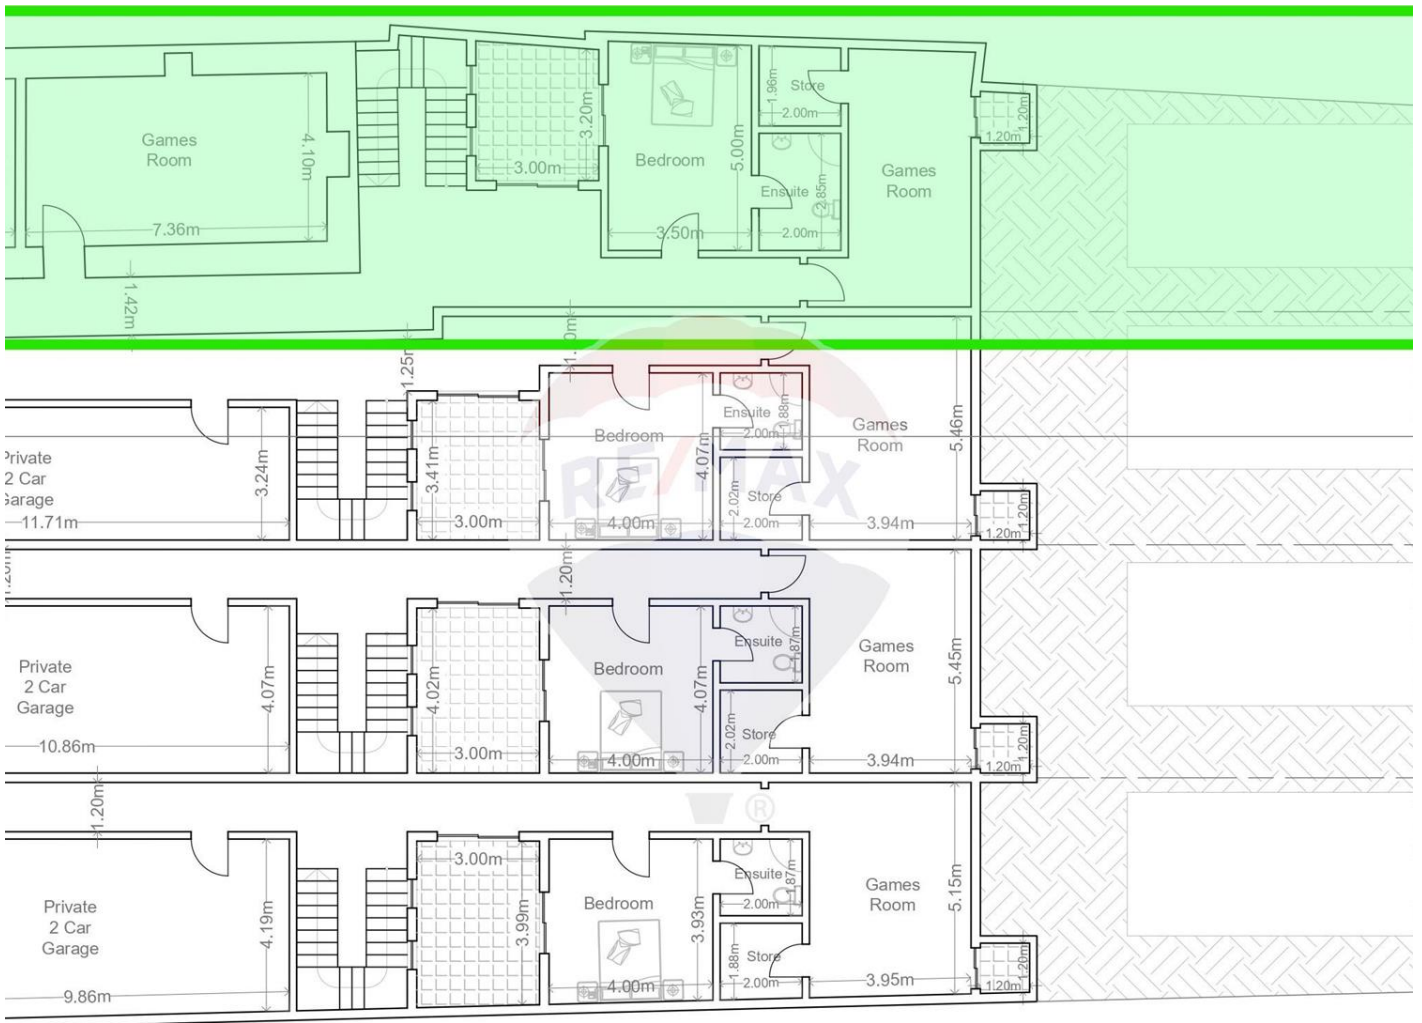 Games
Room
7.36m
4.10m
1.42m
3.00m
3.20m
Bedroom
3.50m
5.00m
1.96m
Store
2.00m
Ensuite
2.85m
2.00m
Games
Room
1.20m
1.20m
Private
2 Car
Garage
11.71m
3.24m
1.25m
3.41m
3.00m
Bedroom
4.07m
4.00m
Ensuite
1.88m
2.00m
2.02m
Store
2.00m
Games
Room
5.46m
3.94m
1.20m
1.20m
RE/MAX
Private
2 Car
Garage
10.86m
4.07m
4.02m
3.00m
1.20m
Bedroom
4.07m
4.00m
Ensuite
1.87m
2.02m
Store
2.00m
Games
Room
5.45m
3.94m
1.20m
1.20m
®
1.20m
Private
2 Car
Garage
9.86m
4.19m
3.00m
3.99m
Bedroom
3.93m
4.00m
Ensuite
1.87m
2.00m
1.88m
Store
2.00m
Games
Room
5.15m
3.95m
1.20m
1.20m